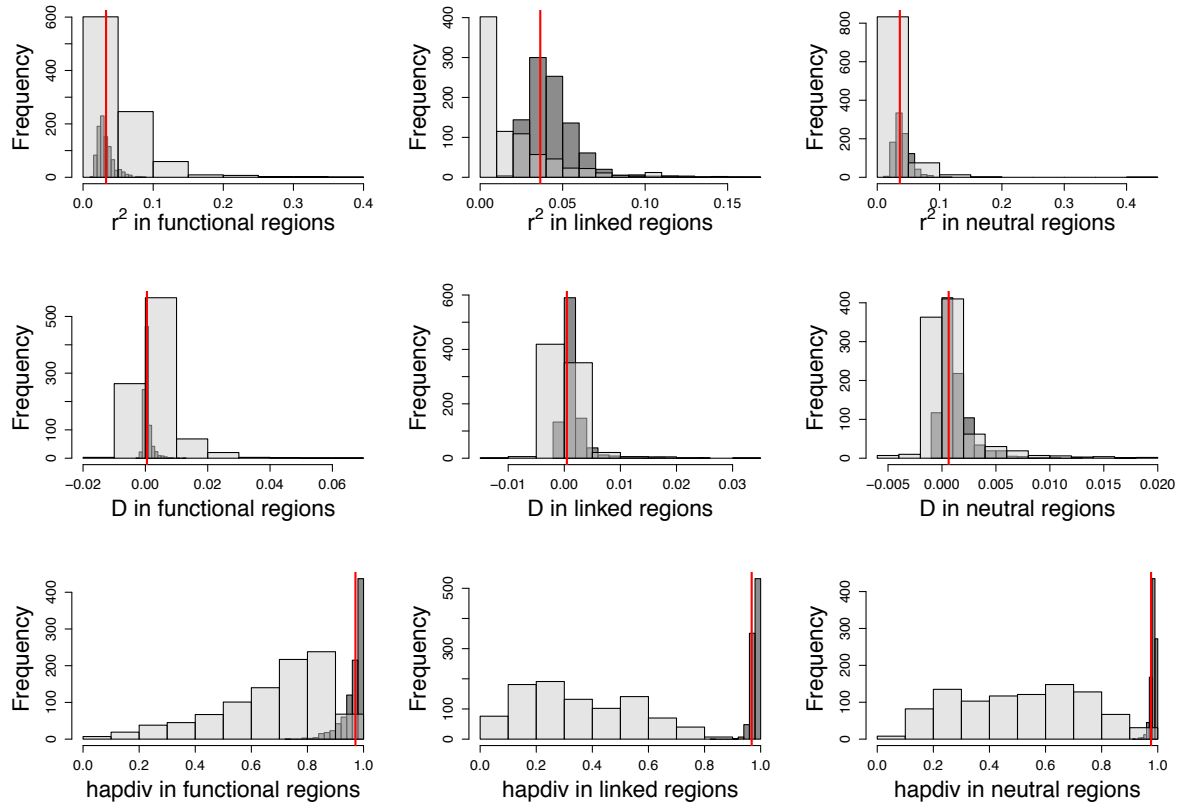 Frequency
0 200 400 600
0.0 0.1 0.2 0.3 0.4
r² in functional regions
Frequency
0 100 200 300 400
0.00 0.05 0.10 0.15
r² in linked regions
Frequency
0 200 400 600 800
0.0 0.1 0.2 0.3 0.4
r² in neutral regions
Frequency
0 100 300 500
−0.02 0.00 0.02 0.04 0.06
D in functional regions
Frequency
0 200 400 600
−0.01 0.00 0.01 0.02 0.03
D in linked regions
Frequency
0 100 200 300 400
−0.005 0.000 0.005 0.010 0.015 0.020
D in neutral regions
Frequency
0 100 200 300 400
0.0 0.2 0.4 0.6 0.8 1.0
hapdiv in functional regions
Frequency
0 100 300 500
0.0 0.2 0.4 0.6 0.8 1.0
hapdiv in linked regions
Frequency
0 100 200 300 400
0.0 0.2 0.4 0.6 0.8 1.0
hapdiv in neutral regions